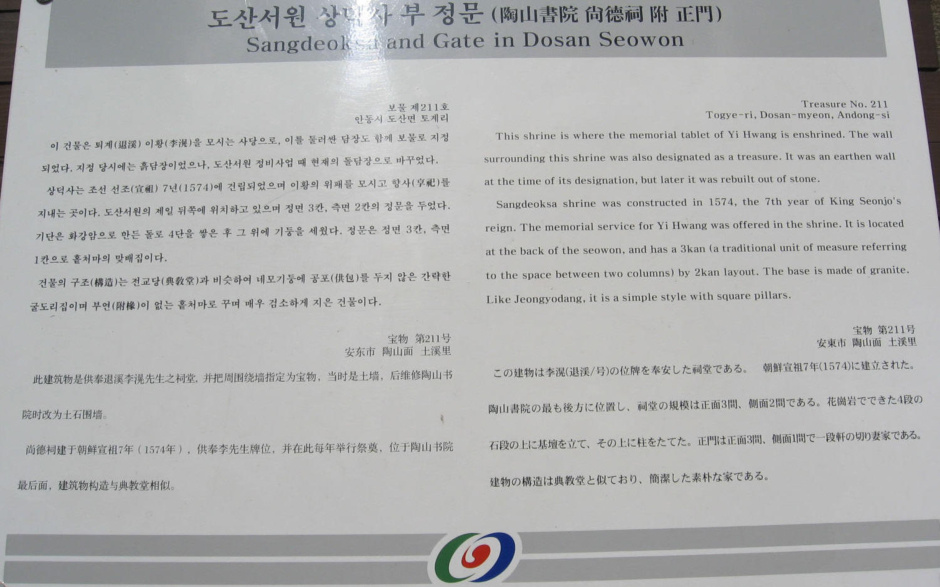 도산서원 상덕사 부 정문(陶山書院 尙德祠 附 正門)
Sangdeoksa and Gate in Dosan Seowon
보물 제211호
안동시 도산면 토계리
이 건물은 퇴계(退溪) 이황(李滉)을 모시는 사당으로, 이를 둘러싼 담장도 함께 보물로 지정
되었다. 지정 당시에는 흙담장이었으나, 도산서원 정비사업 때 현재의 돌담장으로 바꾸었다.
상덕사는 조선 선조(宣祖) 7년(1574)에 건립되었으며 이황의 위패를 모시고 향사(享祀)를
지내는 곳이다. 도산서원의 제일 뒤쪽에 위치하고 있으며 정면 3칸, 측면 2칸의 정문을 두었다.
기단은 화강암으로 한든 돌로 4단을 쌓은 후 그 위에 기둥을 세웠다. 정문은 정면 3칸, 측면
1칸으로 홑처마의 맞배집이다.
건물의 구조(構造)는 전교당(典敎堂)과 비슷하여 네모기둥에 공포(供包)를 두지 않은 간략한
굴도리집이며 부연(附椽)이 없는 홑처마로 꾸며 매우 검소하게 지은 건물이다.
Treasure No. 211
Togye-ri, Dosan-myeon, Andong-si
This shrine is where the memorial tablet of Yi Hwang is enshrined. The wall
surrounding this shrine was also designated as a treasure. It was an earthen wall
at the time of its designation, but later it was rebuilt out of stone.
Sangdeoksa shrine was constructed in 1574, the 7th year of King Seonjo's
reign. The memorial service for Yi Hwang was offered in the shrine. It is located
at the back of the seowon, and has a 3kan (a traditional unit of measure referring
to the space between two columns) by 2kan layout. The base is made of granite.
Like Jeongyodang, it is a simple style with square pillars.
宝物 第211号
安东市 陶山面 土溪里
此建筑物是供奉退溪李滉先生之祠堂, 并把周围绕墙指定为宝物, 当时是土墙, 后维修陶山书
院时改为土石围墙。
尚德祠建于朝鲜宣祖7年(1574年), 供奉李先生牌位, 并在此每年举行祭奠, 位于陶山书院
最后面, 建筑物构造与典教堂相似。
宝物 第211号
安東市 陶山面 土溪里
この建物は李滉(退渓/号)の位牌を奉安した祠堂である。 朝鮮宣祖7年(1574)に建立された。
陶山書院の最も後方に位置し、祠堂の規模は正面3間、側面2間である。花崗岩でできた4段の
石段の上に基壇を立て、その上に柱をたてた。正門は正面3間、側面1間で一段軒の切り妻家である。
建物の構造は典教堂と似ており、簡潔した素朴な家である。